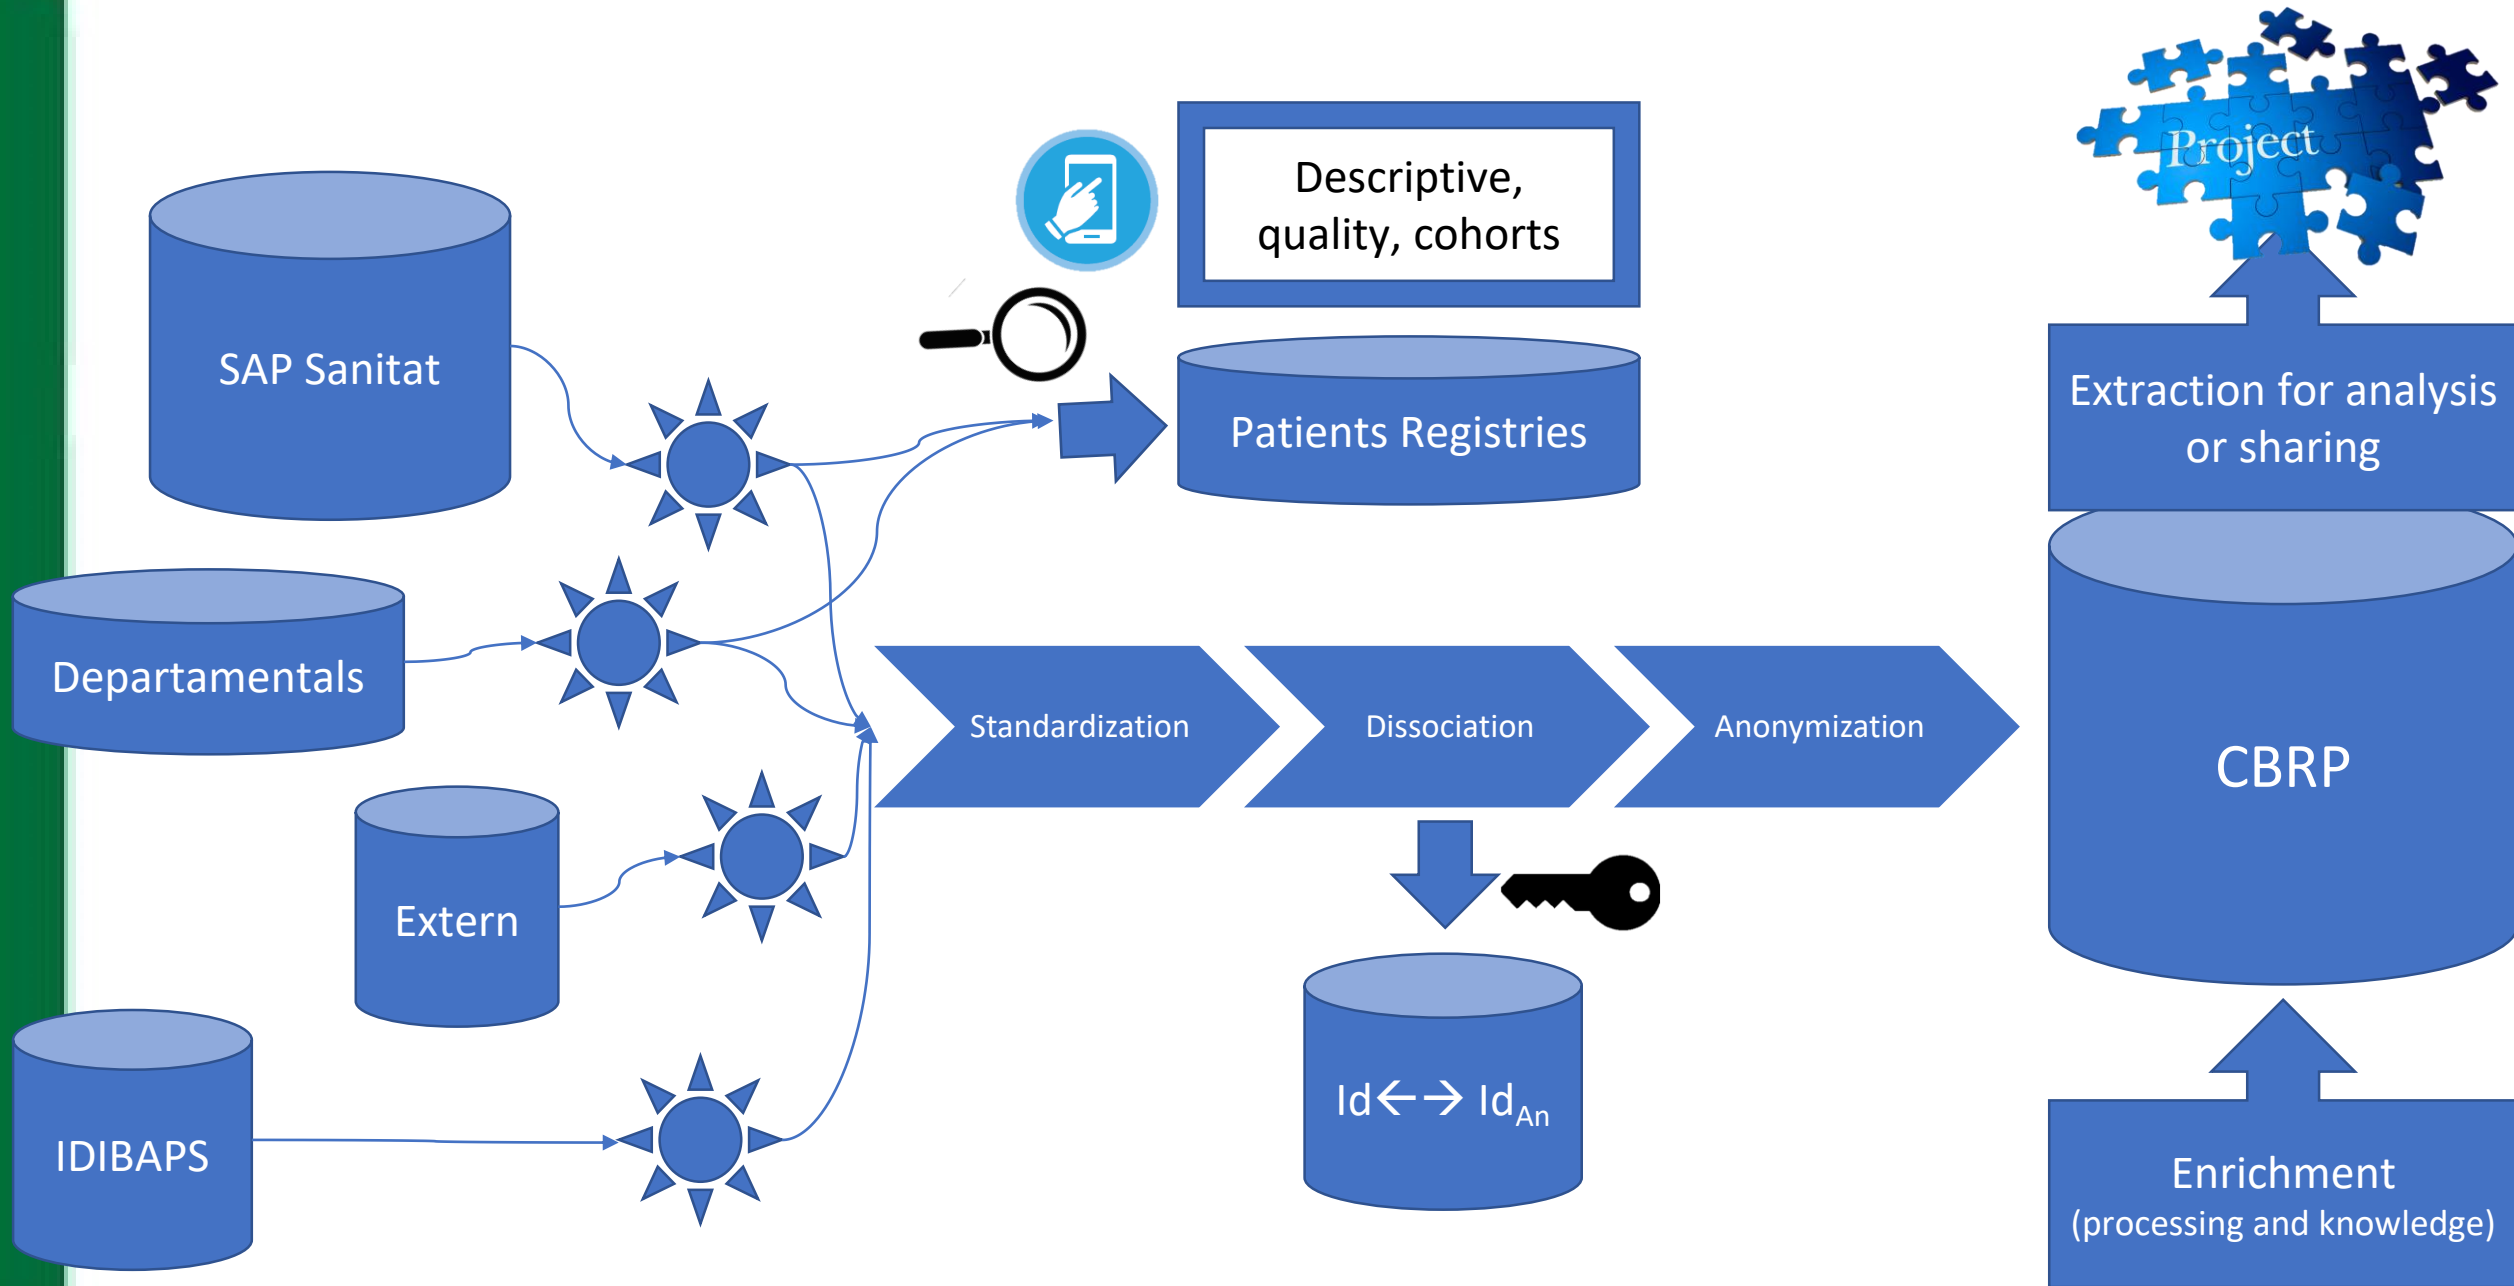 Project
Descriptive,
quality, cohorts
SAP Sanitat
Patients Registries
Extraction for analysis
or sharing
Departamentals
Standardization
Dissociation
Anonymization
CBRP
Extern
Id←→ Id_An
IDIBAPS
Enrichment
(processing and knowledge)